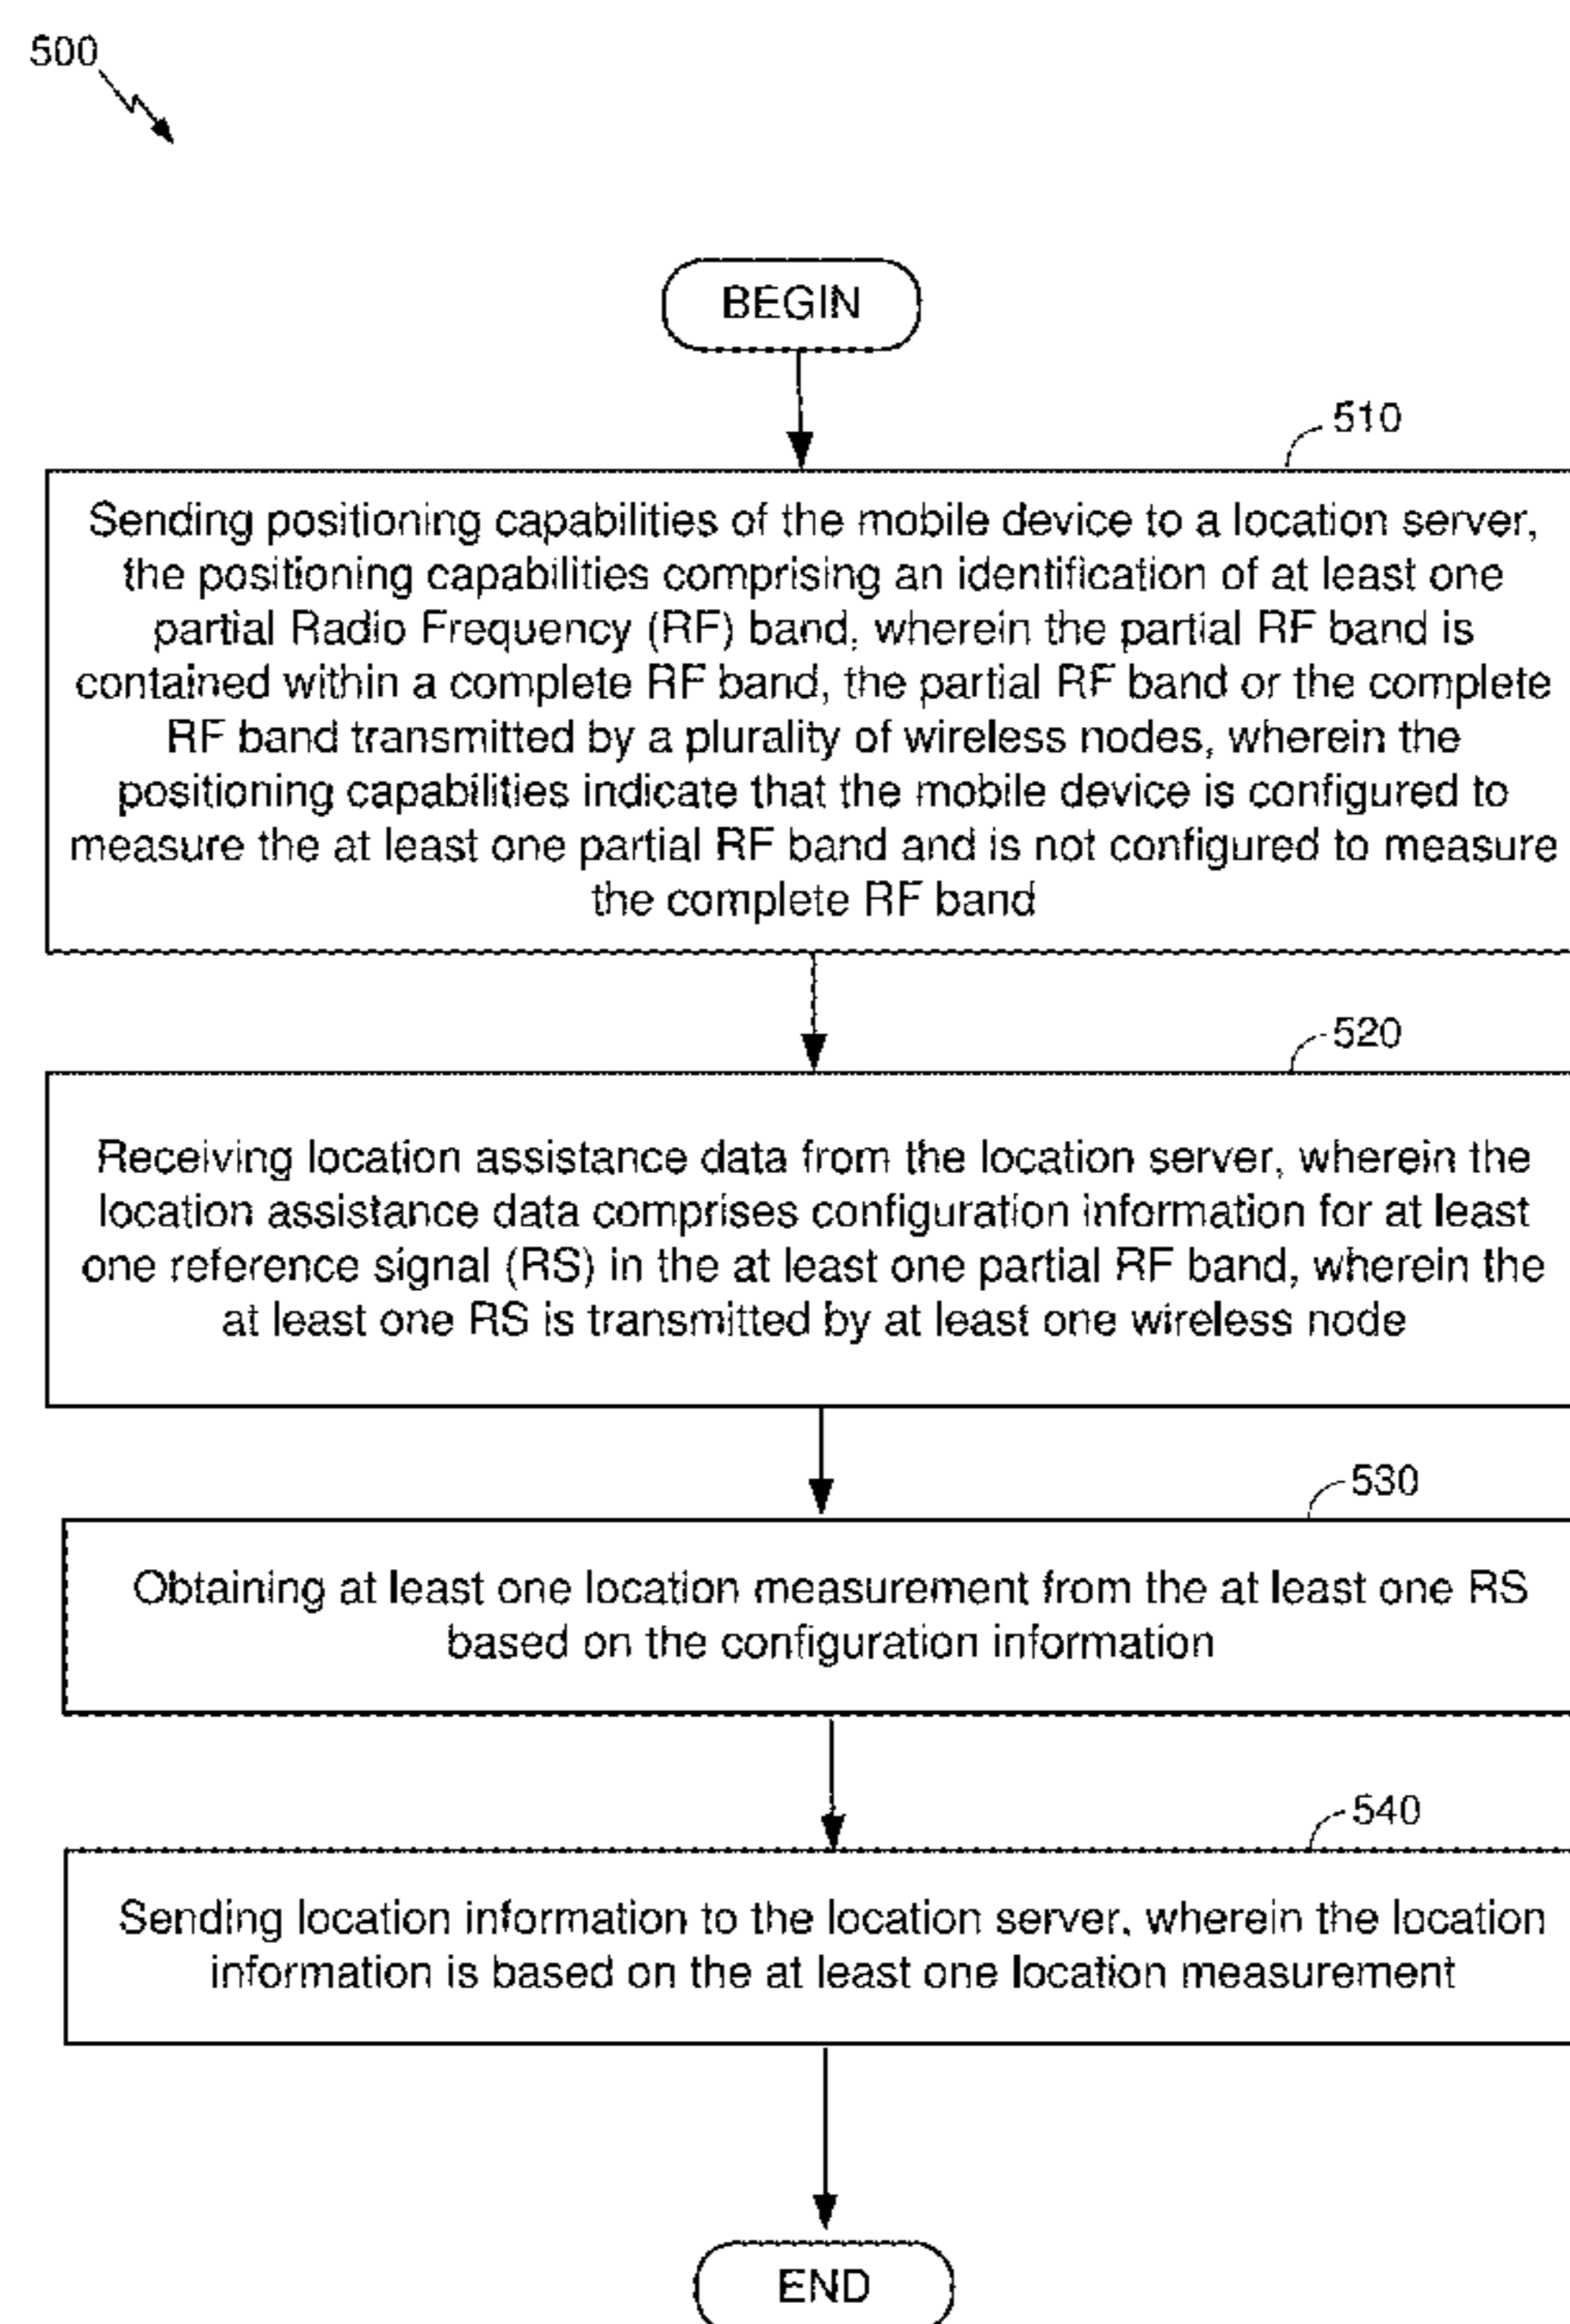 500
BEGIN
510
Sending positioning capabilities of the mobile device to a location server,
the positioning capabilities comprising an identification of at least one
partial Radio Frequency (RF) band, wherein the partial RF band is
contained within a complete RF band, the partial RF band or the complete
RF band transmitted by a plurality of wireless nodes, wherein the
positioning capabilities indicate that the mobile device is configured to
measure the at least one partial RF band and is not configured to measure
the complete RF band
520
Receiving location assistance data from the location server, wherein the
location assistance data comprises configuration information for at least
one reference signal (RS) in the at least one partial RF band, wherein the
at least one RS is transmitted by at least one wireless node
530
Obtaining at least one location measurement from the at least one RS
based on the configuration information
540
Sending location information to the location server, wherein the location
information is based on the at least one location measurement
END